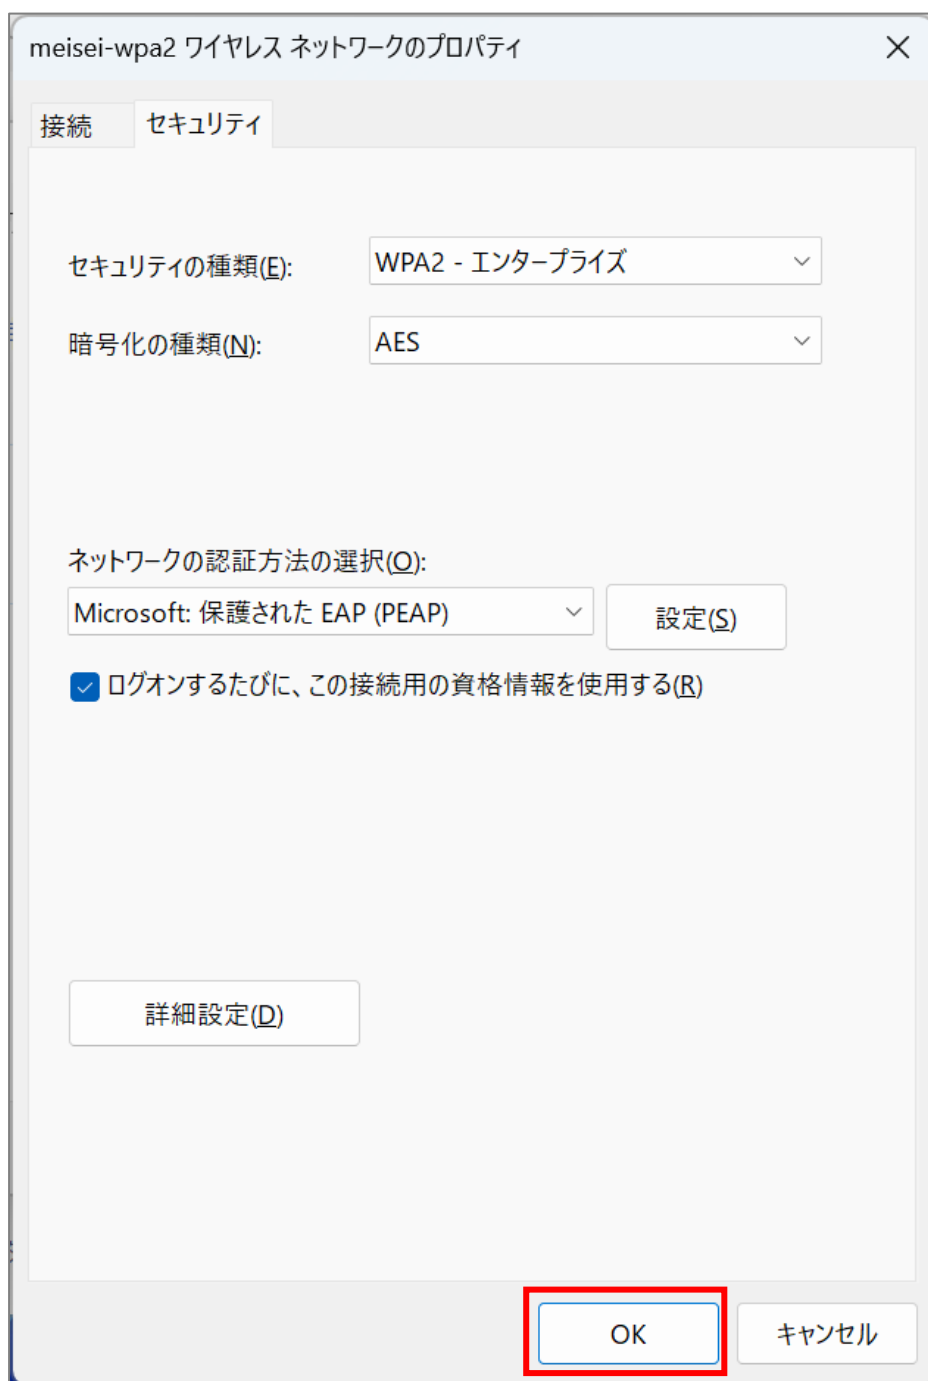 meisei-wpa2 ワイヤレス ネットワークのプロパティ
接続
セキュリティ
セキュリティの種類(E):
WPA2 - エンタープライズ
暗号化の種類(N):
AES
ネットワークの認証方法の選択(O):
Microsoft: 保護された EAP (PEAP)
設定(S)
ログオンするたびに、この接続用の資格情報を使用する(R)
詳細設定(D)
OK
キャンセル